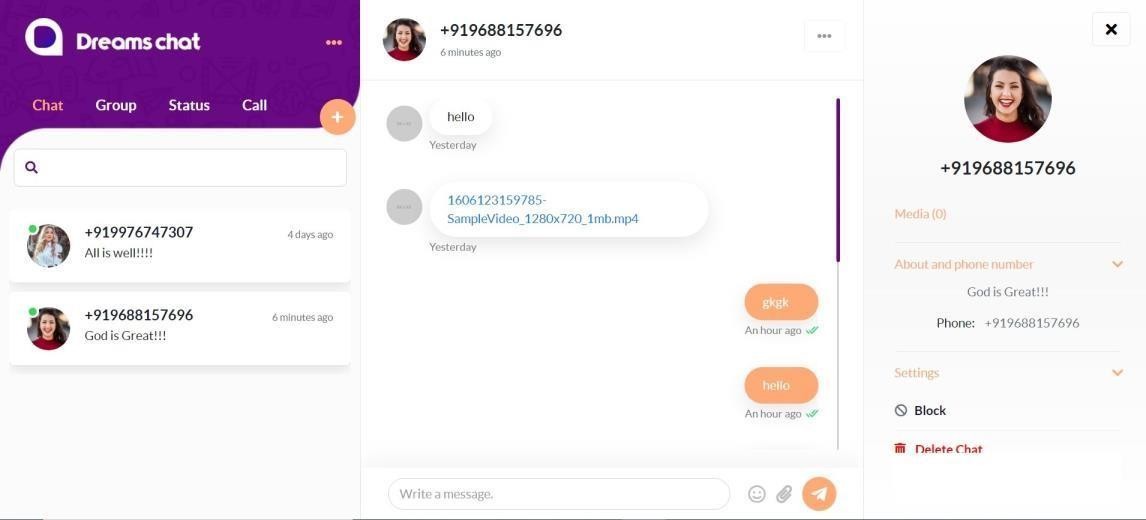 Dreams chat
Chat Group Status Call
+919976747307
4 days ago
All is well!!!!
+919688157696
6 minutes ago
God is Great!!!
+919688157696
6 minutes ago
hello
Yesterday
1606123159785-
SampleVideo_1280x720_1mb.mp4
Yesterday
gkgk
An hour ago
hello
An hour ago
Write a message.
+919688157696
Media (0)
About and phone number
God is Great!!!
Phone: +919688157696
Settings
Block
Delete Chat